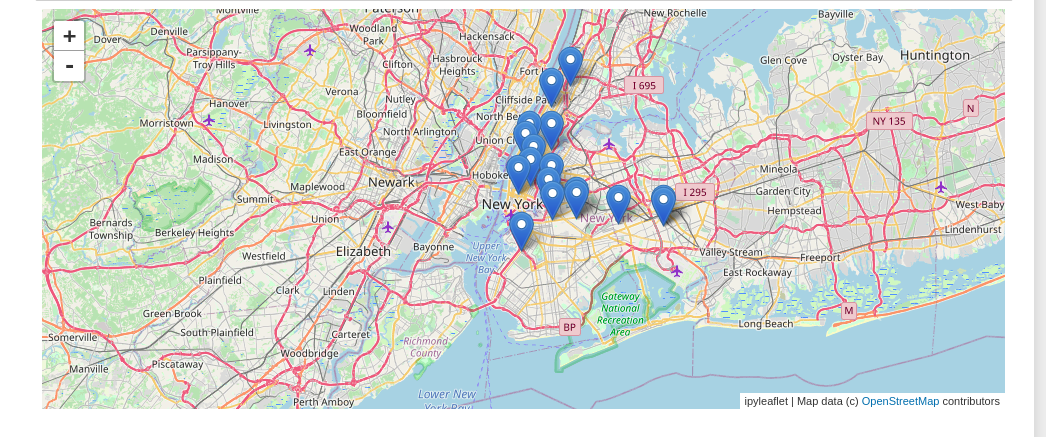 Montville
Paterson
New Rochelle
Bayville
Denville
Dover
Woodland
Park
Hackensack
Huntington
Parsippany-
Troy Hills
Clifton
Hasbrouck
Heights
Glen Cove
Oyster Bay
+
-
Fort
I 695
Verona
Nutley
Cliffside
Hanover
Bloomfield
North
N
Morristown
Livingston
North Arlington
Union
NY 135
Madison
East Orange
Mineola
Maplewood
Newark
Hoboke
I 295
Garden City
Summit
New York
New York
Hempstead
West-Baby
Bernards
Township
Berkeley Heights
Union
Lindenhurst
Westfield
Elizabeth
Bayonne
Upper
New York
Bay
Valley-Stream
Freeport
Plainfield
East Rockaway
Clark
Linden
Gateway
National
Recreation
Area
Green Brook
M
South Plainfield
Carteret
BP
Long Beach
Somerville
Richmond
County
Woodbridge
Piscataway
Manville
Lower New
York Bay
Perth Amboy
ipyleaflet | Map data (c) OpenStreetMap contributors